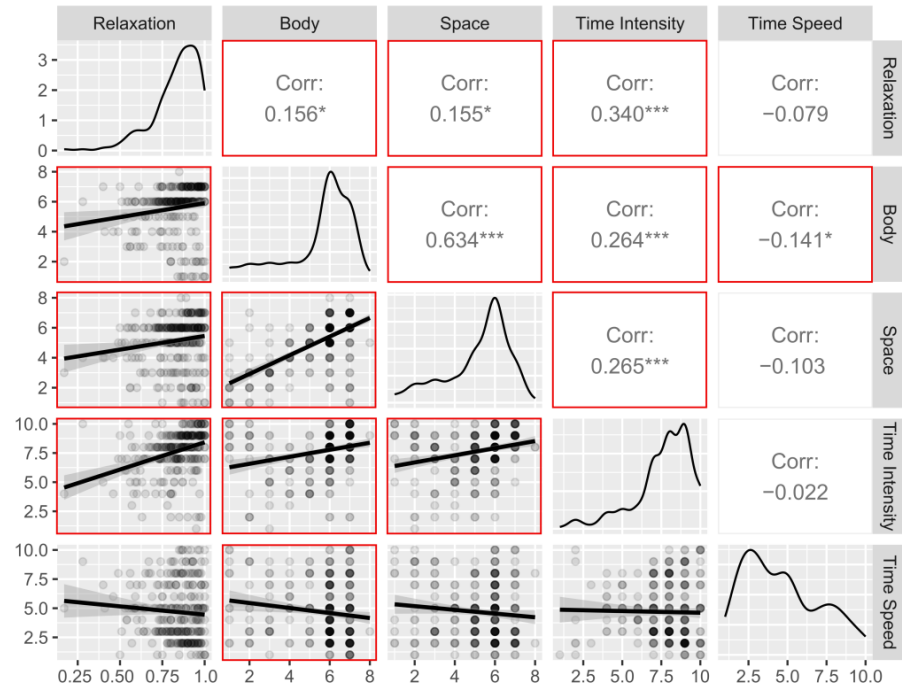 Relaxation Body Space Time Intensity Time Speed
3
2
1
0
Corr:
0.156*
Corr:
0.155*
Corr:
0.340***
Corr:
−0.079
Relaxation
8
6
4
2
Corr:
0.634***
Corr:
0.264***
Corr:
−0.141*
Body
8
6
4
2
Corr:
0.265***
Corr:
−0.103
Space
10.0
7.5
5.0
2.5
Corr:
−0.022
Time Intensity
10.0
7.5
5.0
2.5
Time Speed
0.25 0.50 0.75 1.0 2 4 6 8 2 4 6 8 2.5 5.0 7.5 10 2.5 5.0 7.5 10.0